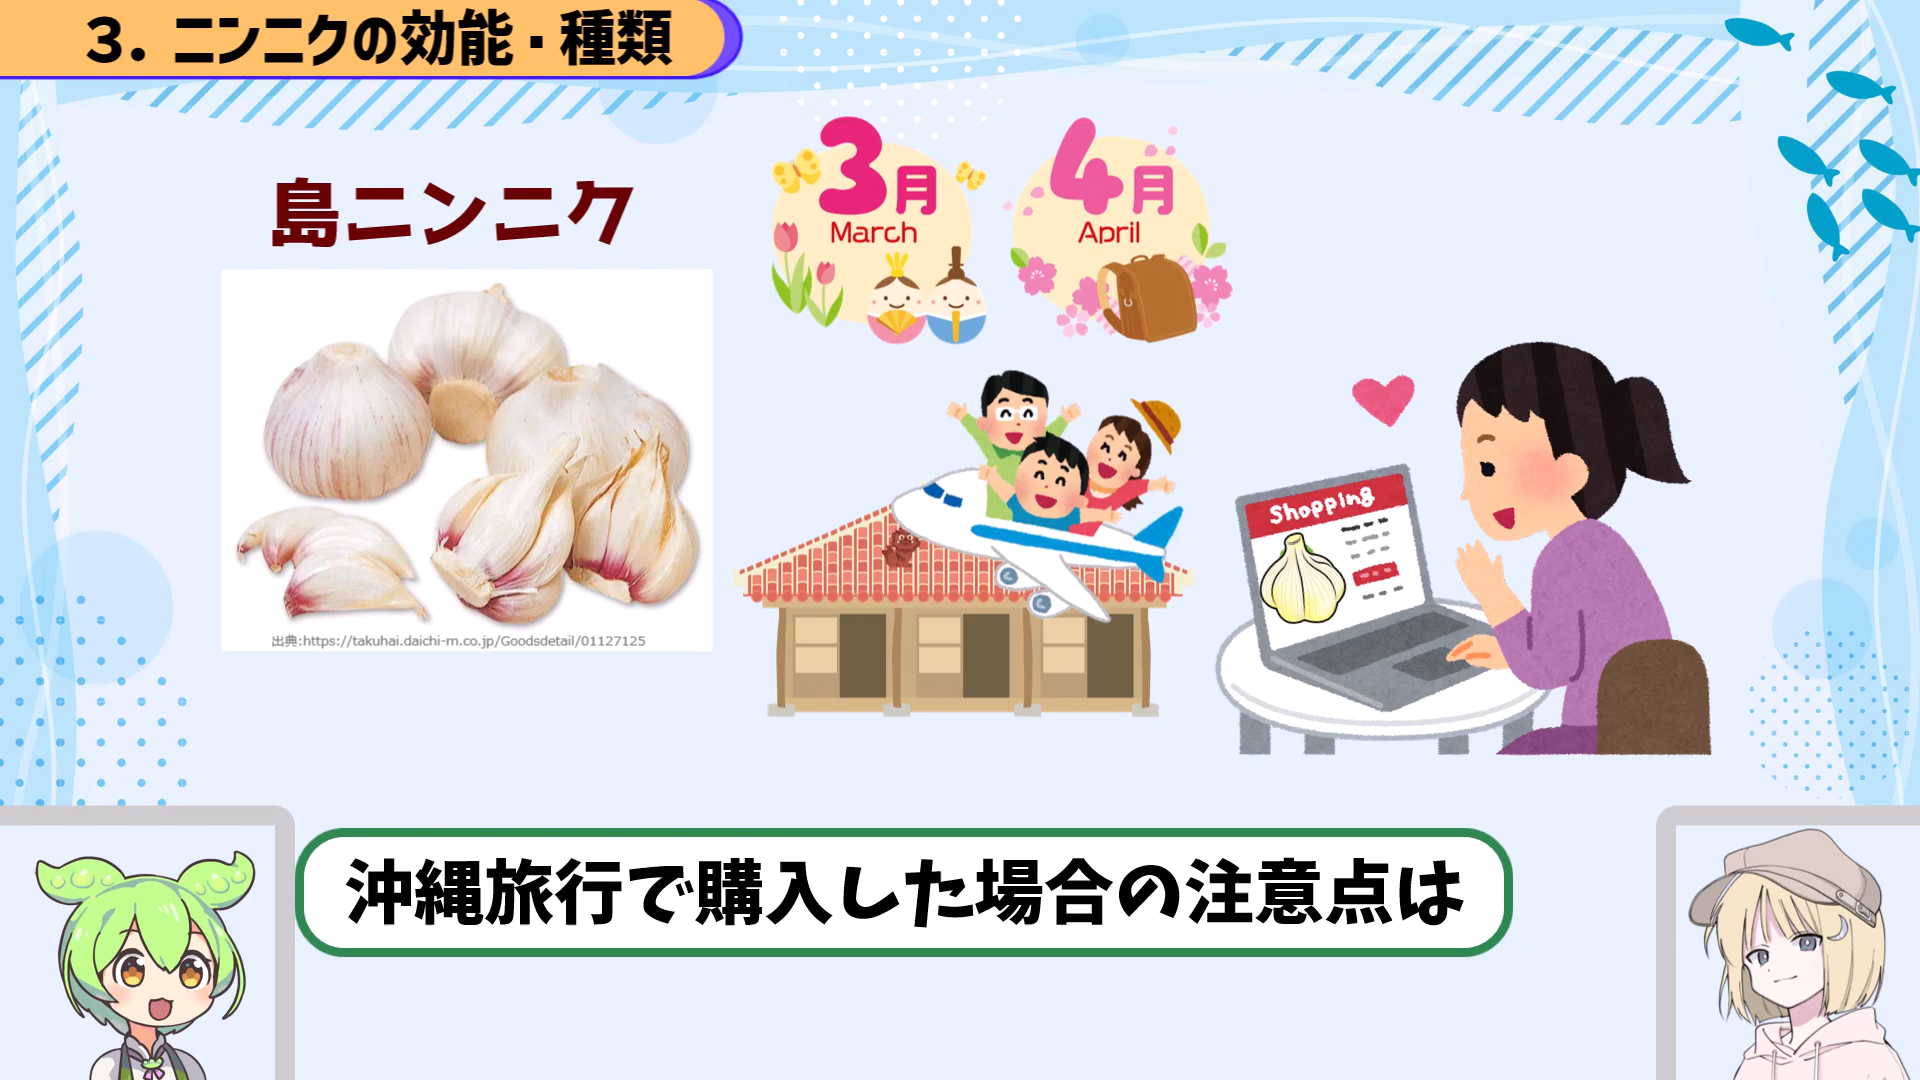 3. ニンニクの効能・種類
島ニンニク
3月
March
4月
April
Shopping
出典:https://takuhai.daichi-m.co.jp/Goodsdetail/01127125
沖縄旅行で購入した場合の注意点は